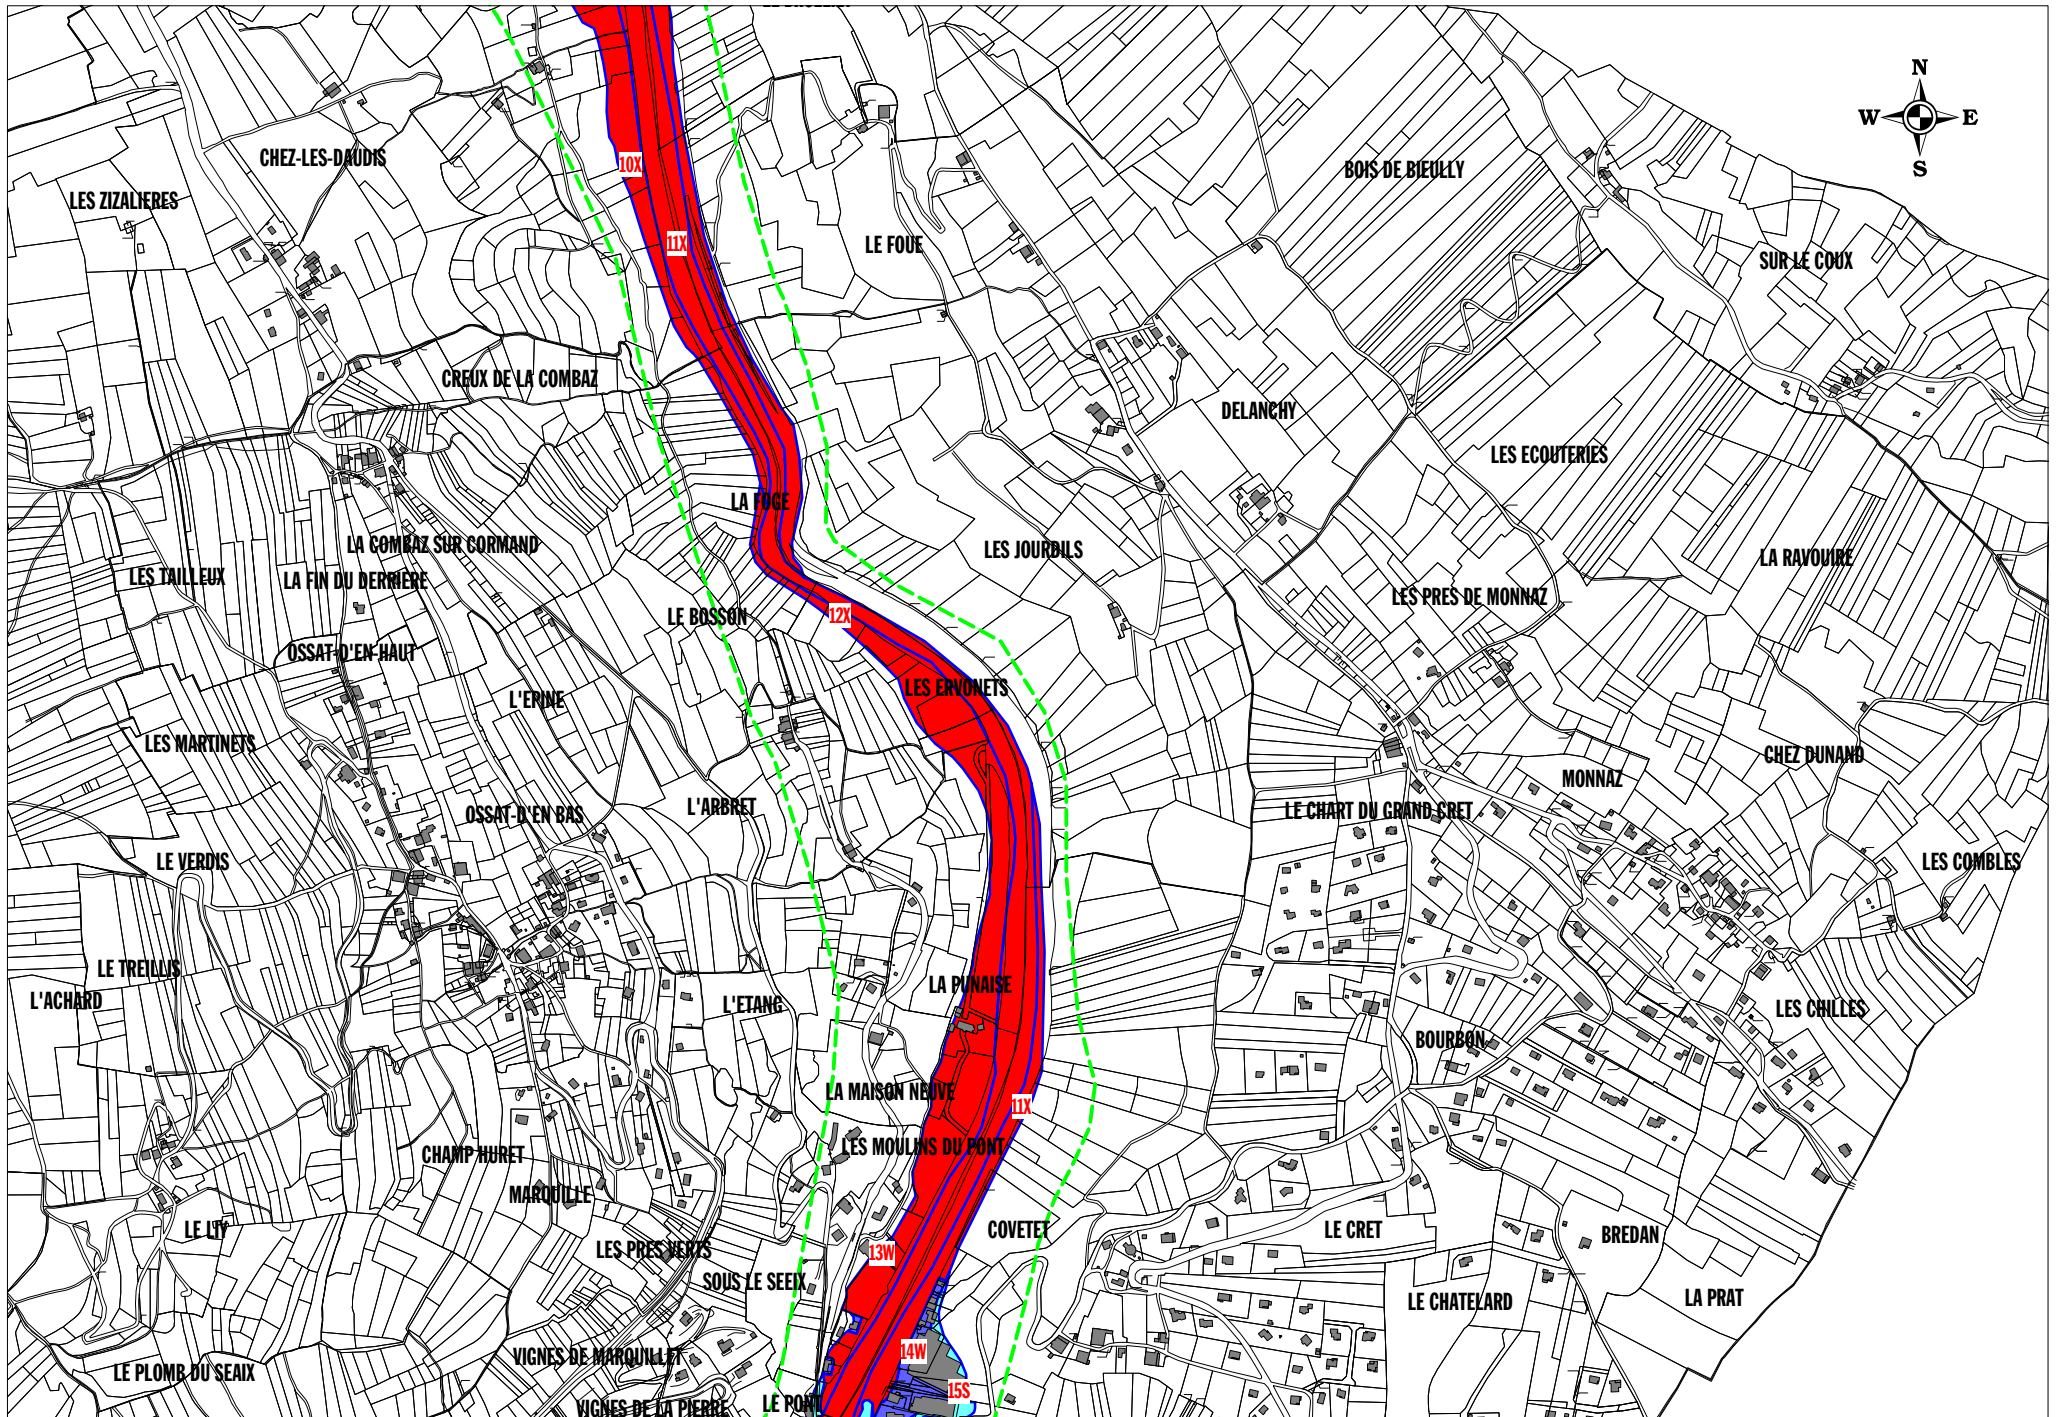 N
W E
S
CHEZ-LES-DAUDIS
10X
BOIS DE BIEULLY
LES ZIZALIERES
11X
LE FOUE
SUR LE COUX
CREUX DE LA COMBAZ
DELANCHY
LES ECOUTERIES
LA FOGE
LA COMBAZ SUR CORMAND
LES JOURDILS
LA RAVOUIRE
LES TAILLEUX
LA FIN DU DERRIERE
LES PRES DE MONNAZ
LE BOSSON
12X
OSSAT-D'EN-HAUT
LES ERVONETS
L'EPINE
LES MARTINETS
CHEZ DUNAND
MONNAZ
L'ARBRET
OSSAT-D'EN BAS
LE CHART DU GRAND CRET
LE VERDIS
LES COMBLES
LE TREILLIS
L'ACHARD
LA PUNAISE
L'ETANG
LES CHILLES
BOURBON
LA MAISON NEUVE
11X
LES MOULINS DU PONT
CHAMP HURET
MARQUILLE
LE LIY
COVETET
LE CRET
BREDAN
LES PRES VERTS
13W
SOUS LE SEEIX
LE CHATELARD
LA PRAT
VIGNES DE MARQUILLET
14W
LE PLOMB DU SEAIX
15S
LE PONT
VIGNES DE LA PIERRE